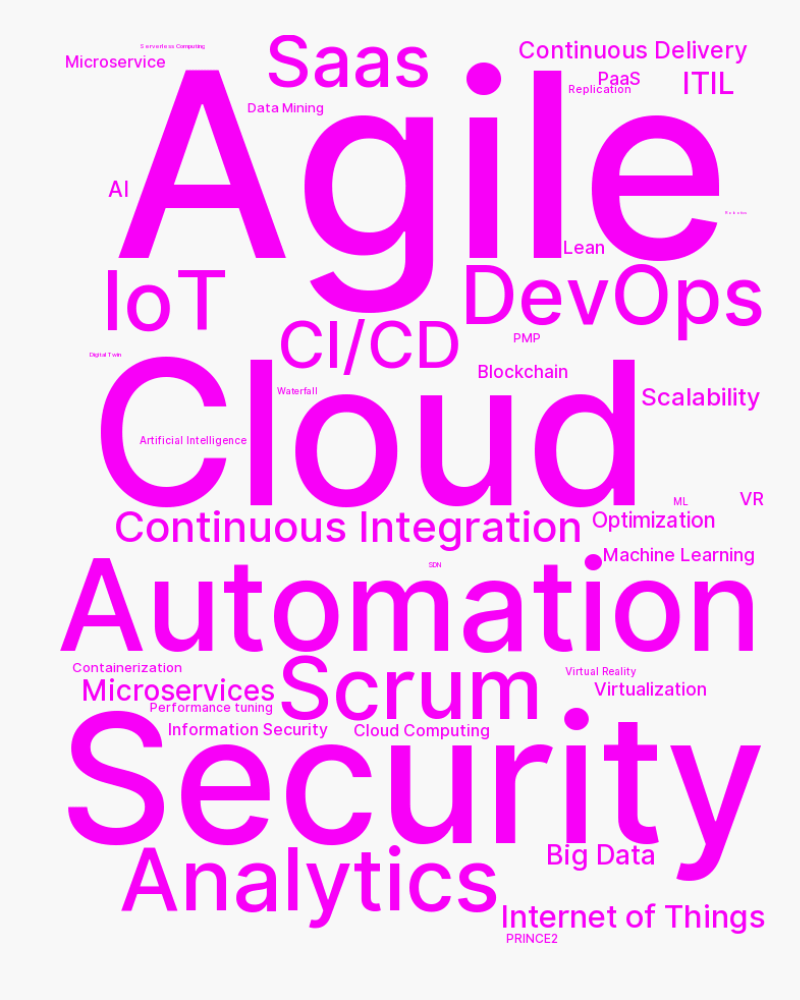 Serverless Computing
Saas
Continuous Delivery
Microservice
PaaS
ITIL
Replication
Data Mining
Agile
AI
Lean
IoT
DevOps
CI/CD
PMP
Digital Twin
Blockchain
Waterfall
Scalability
Cloud
Artificial Intelligence
ML
VR
Continuous Integration
Optimization
Machine Learning
SDN
Automation
Containerization
Scrum
Virtual Reality
Microservices
Virtualization
Performance tuning
Information Security
Cloud Computing
Security
Big Data
Analytics
Internet of Things
PRINCE2